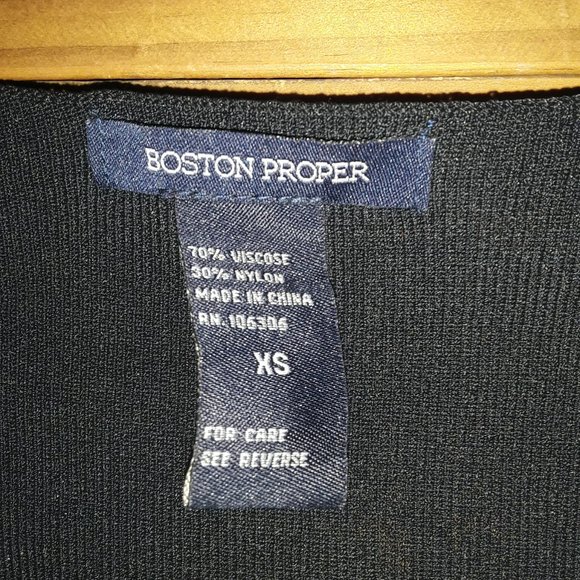 BOSTON PROPER
70% VISCOSE
30% NYLON
MADE IN CHINA
RN. 106306
XS
FOR CARE
SEE REVERSE